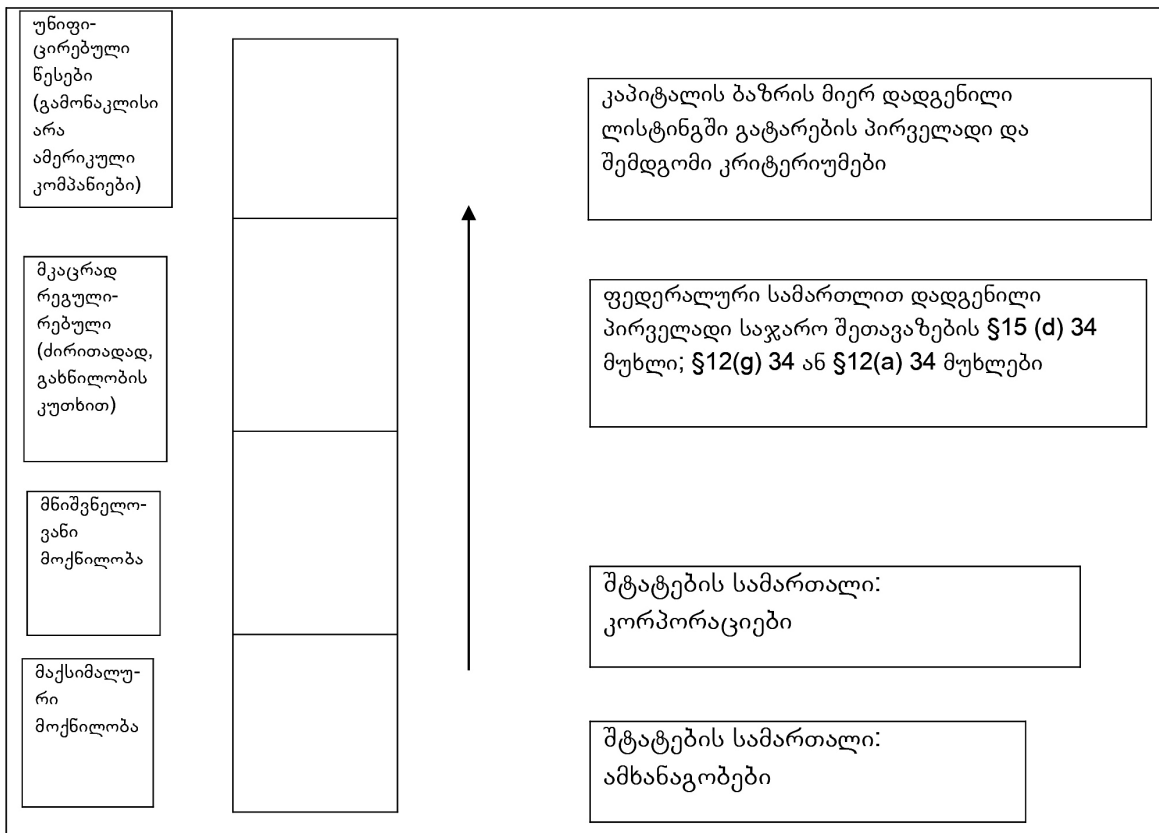 უნიფი-
ცირებული
წესები
(გამონაკლისი
არა
ამერიკული
კომპანიები)
კაპიტალის ბაზრის მიერ დადგენილი
ლისტინგში გატარების პირველადი და
შემდგომი კრიტერიუმები
მკაცრად
რეგული-
რებული
(ძირითადად,
გახნილობის
კუთხით)
ფედერალური სამართლით დადგენილი
პირველადი საჯარო შეთავაზების §15 (d) 34
მუხლი; §12(g) 34 ან §12(a) 34 მუხლები
მნიშვნელო-
ვანი
მოქნილობა
შტატების სამართალი:
კორპორაციები
მაქსიმალუ-
რი
მოქნილობა
შტატების სამართალი:
ამხანაგობები